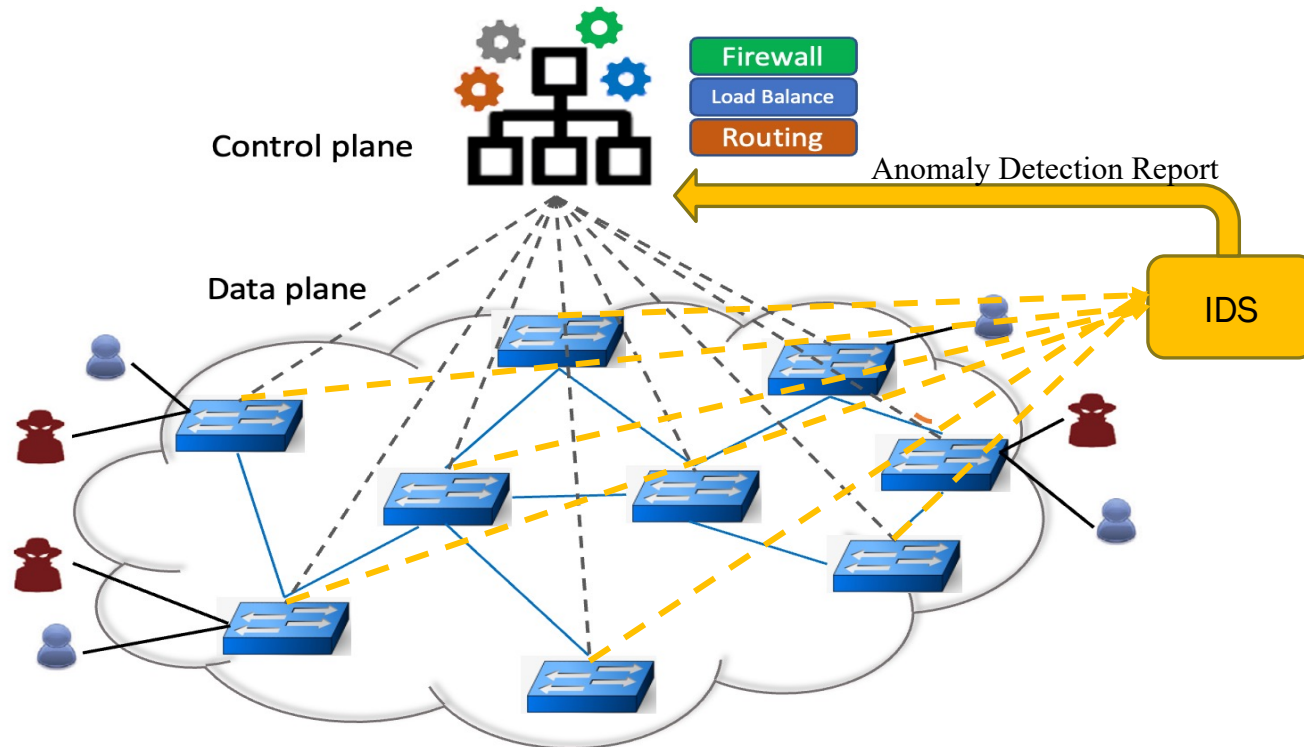 Firewall
Load Balance
Routing
Control plane
Anomaly Detection Report
Data plane
IDS